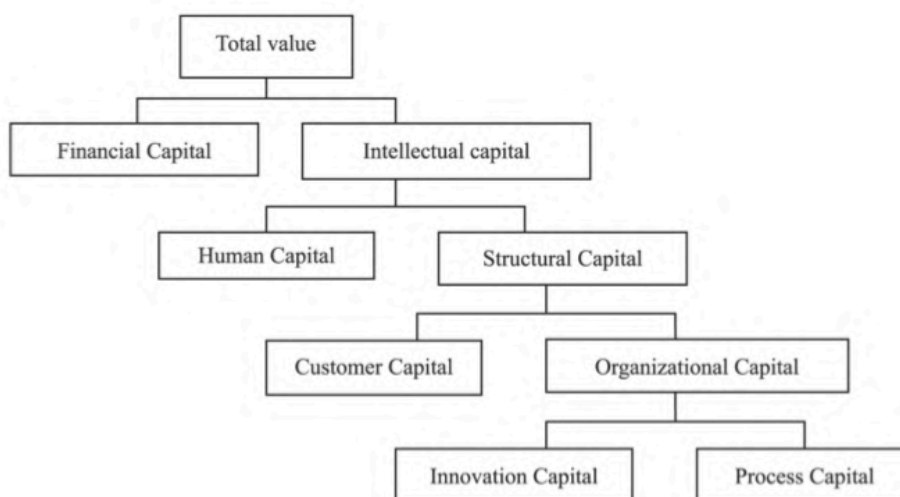 Total value
Financial Capital
Intellectual capital
Human Capital
Structural Capital
Customer Capital
Organizational Capital
Innovation Capital
Process Capital